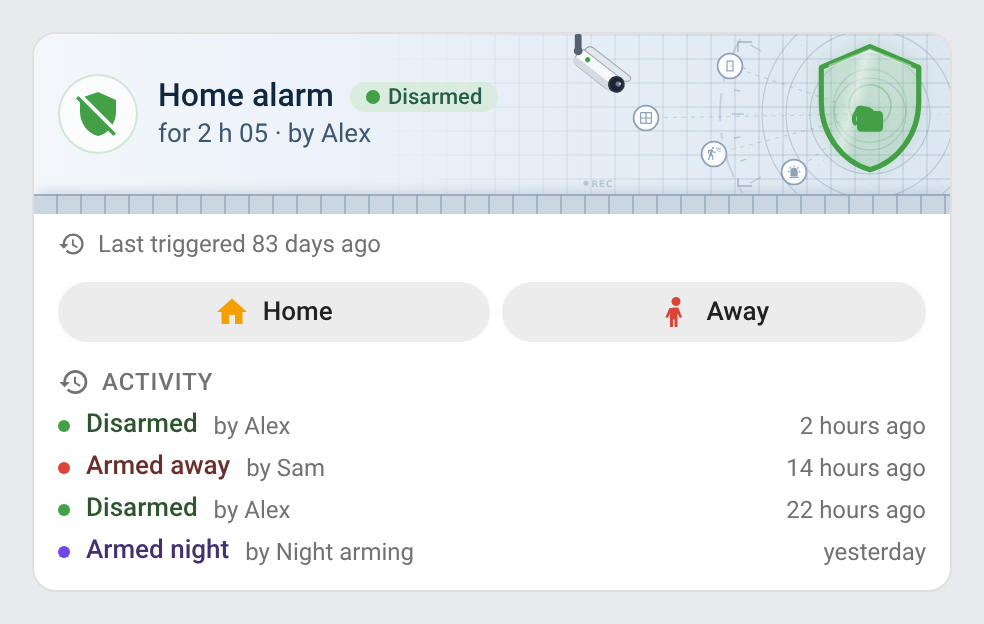 Home alarm Disarmed
for 2 h 05 · by Alex
REC
Last triggered 83 days ago
Home
Away
ACTIVITY
Disarmed by Alex 2 hours ago
Armed away by Sam 14 hours ago
Disarmed by Alex 22 hours ago
Armed night by Night arming yesterday